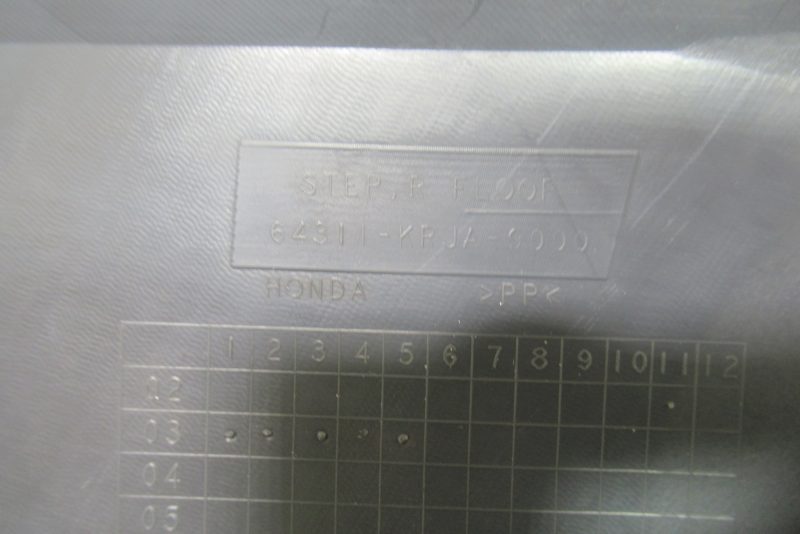 STEP,R FLOOR
64311-KRJA-9000
HONDA >PP<
1 2 3 4 5 6 7 8 9 10 11 12
02
03
04
05